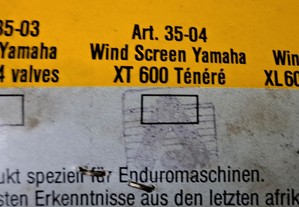 35-03
Yamaha
4 valves
Art. 35-04
Wind Screen Yamaha
XT 600 Ténéré
Win
XL60
ukt speziell für Enduromaschinen.
sten Erkenntnisse aus den letzten afrik